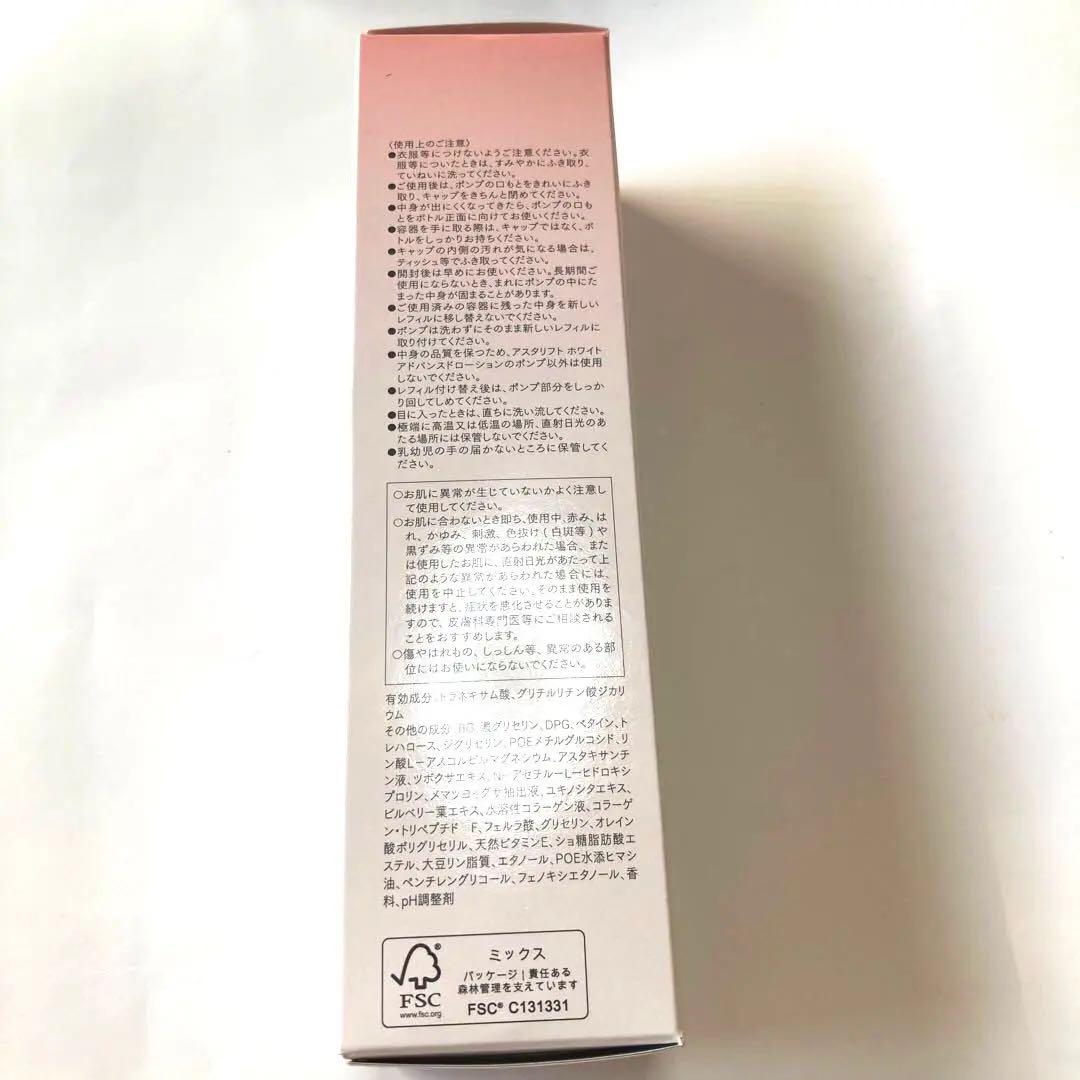 〈使用上のご注意〉
●衣服等につけないようご注意ください。衣
服等についたときは、すみやかにふき取り、
ていねいに洗ってください。
●ご使用後は、ポンプの口もとをきれいにふき
取り、キャップをきちんと閉めてください。
●中身が出にくくなってきたら、ポンプの口も
とをボトル正面に向けてお使いください。
●容器を手に取る際は、キャップではなく、ボ
トルをしっかりお持ちください。
●キャップの内側の汚れが気になる場合は、
ティッシュ等でふき取ってください。
●開封後は早めにお使いください。長期間ご
使用にならないとき、まれにポンプの中にた
まった中身が固まることがあります。
●ご使用済みの容器に残った中身を新しい
レフィルに移し替えないでください。
●ポンプは洗わずにそのまま新しいレフィルに
取り付けてください。
●中身の品質を保つため、アスタリフト ホワイト
アドバンスドローションのポンプ以外は使用
しないでください。
●レフィル付け替え後は、ポンプ部分をしっか
り回してしめてください。
●目に入ったときは、直ちに洗い流してください。
●極端に高温又は低温の場所、直射日光のあ
たる場所には保管しないでください。
●乳幼児の手の届かないところに保管してく
ださい。
○お肌に異常が生じていないかよく注意し
て使用してください。
○お肌に合わないとき即ち、使用中、赤み、は
れ、かゆみ、刺激、色抜け(白斑等)や
黒ずみ等の異常があらわれた場合、また
は使用したお肌に、直射日光があたって上
記のような異常があらわれた場合には、
使用を中止してください。そのまま使用を
続けますと、症状を悪化させることがありま
すので、皮膚科専門医等にご相談される
ことをおすすめします。
○傷やはれもの、しっしん等、異常のある部
位にはお使いにならないでください。
有効成分:トラネキサム酸、グリチルリチン酸ジカリ
ウム
その他の成分:BG、濃グリセリン、DPG、ベタイン、ト
レハロース、ジグリセリン、POEメチルグルコシド、リ
ン酸L-アスコルビルマグネシウム、アスタキサンチ
ン液、ツボクサエキス、N-アセチル-L-ヒドロキシ
プロリン、メマツヨイグサ抽出液、ユキノシタエキス、
ビルベリー葉エキス、水溶性コラーゲン液、コラーゲ
ン・トリペプチド F、フェルラ酸、グリセリン、オレイン
酸ポリグリセリル、天然ビタミンE、ショ糖脂肪酸エ
ステル、大豆リン脂質、エタノール、POE水添ヒマシ
油、ペンチレングリコール、フェノキシエタノール、香
料、pH調整剤
ミックス
パッケージ|責任ある
森林管理を支えています
FSC® C131331
FSC
www.fsc.org